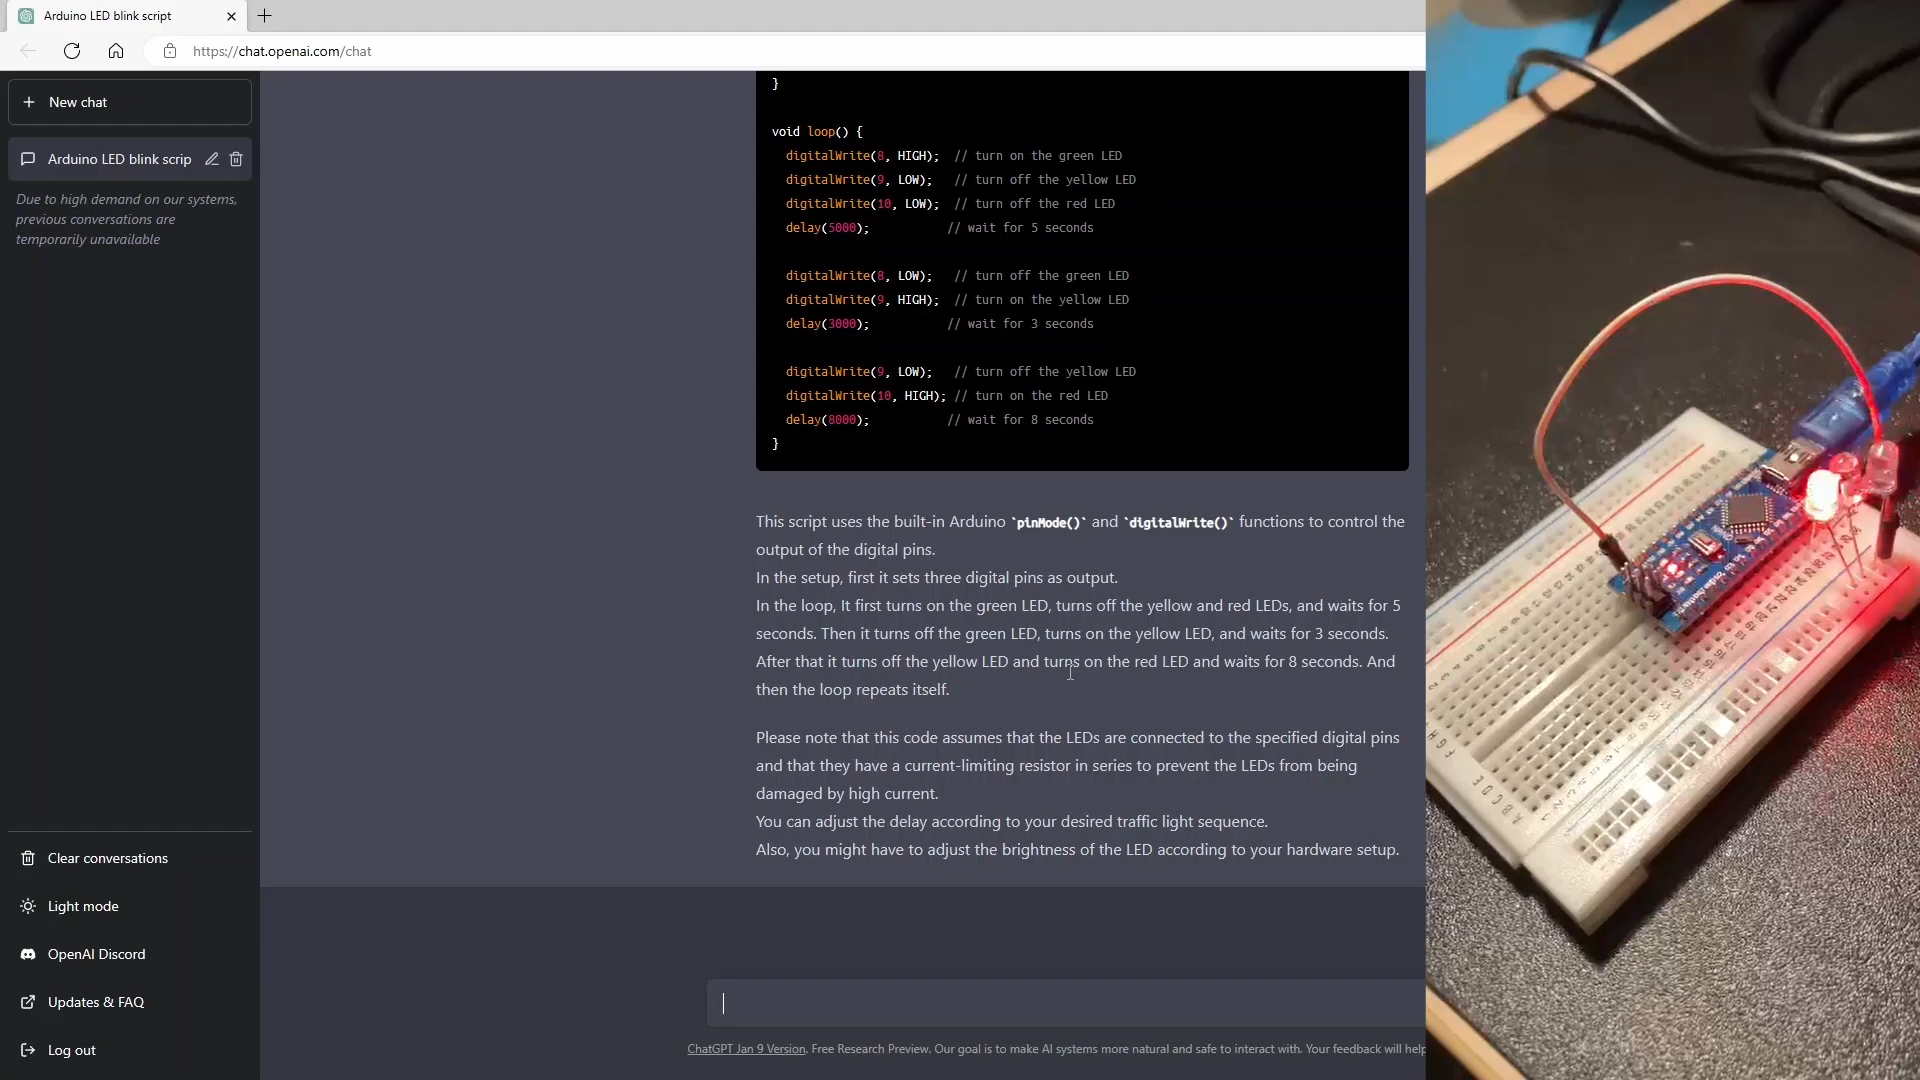 Arduino LED blink script
https://chat.openai.com/chat
New chat
Arduino LED blink scrip
Due to high demand on our systems,
previous conversations are
temporarily unavailable
Clear conversations
Light mode
OpenAI Discord
Updates & FAQ
Log out
}
void loop() {
digitalWrite(8, HIGH);  // turn on the green LED
digitalWrite(9, LOW);   // turn off the yellow LED
digitalWrite(10, LOW);  // turn off the red LED
delay(5000);           // wait for 5 seconds
digitalWrite(8, LOW);   // turn off the green LED
digitalWrite(9, HIGH);  // turn on the yellow LED
delay(3000);           // wait for 3 seconds
digitalWrite(9, LOW);   // turn off the yellow LED
digitalWrite(10, HIGH); // turn on the red LED
delay(8000);           // wait for 8 seconds
}
This script uses the built-in Arduino `pinMode()` and `digitalWrite()` functions to control the
output of the digital pins.
In the setup, first it sets three digital pins as output.
In the loop, It first turns on the green LED, turns off the yellow and red LEDs, and waits for 5
seconds. Then it turns off the green LED, turns on the yellow LED, and waits for 3 seconds.
After that it turns off the yellow LED and turns on the red LED and waits for 8 seconds. And
then the loop repeats itself.
Please note that this code assumes that the LEDs are connected to the specified digital pins
and that they have a current-limiting resistor in series to prevent the LEDs from being
damaged by high current.
You can adjust the delay according to your desired traffic light sequence.
Also, you might have to adjust the brightness of the LED according to your hardware setup.
ChatGPT Jan 9 Version. Free Research Preview. Our goal is to make AI systems more natural and safe to interact with. Your feedback will help